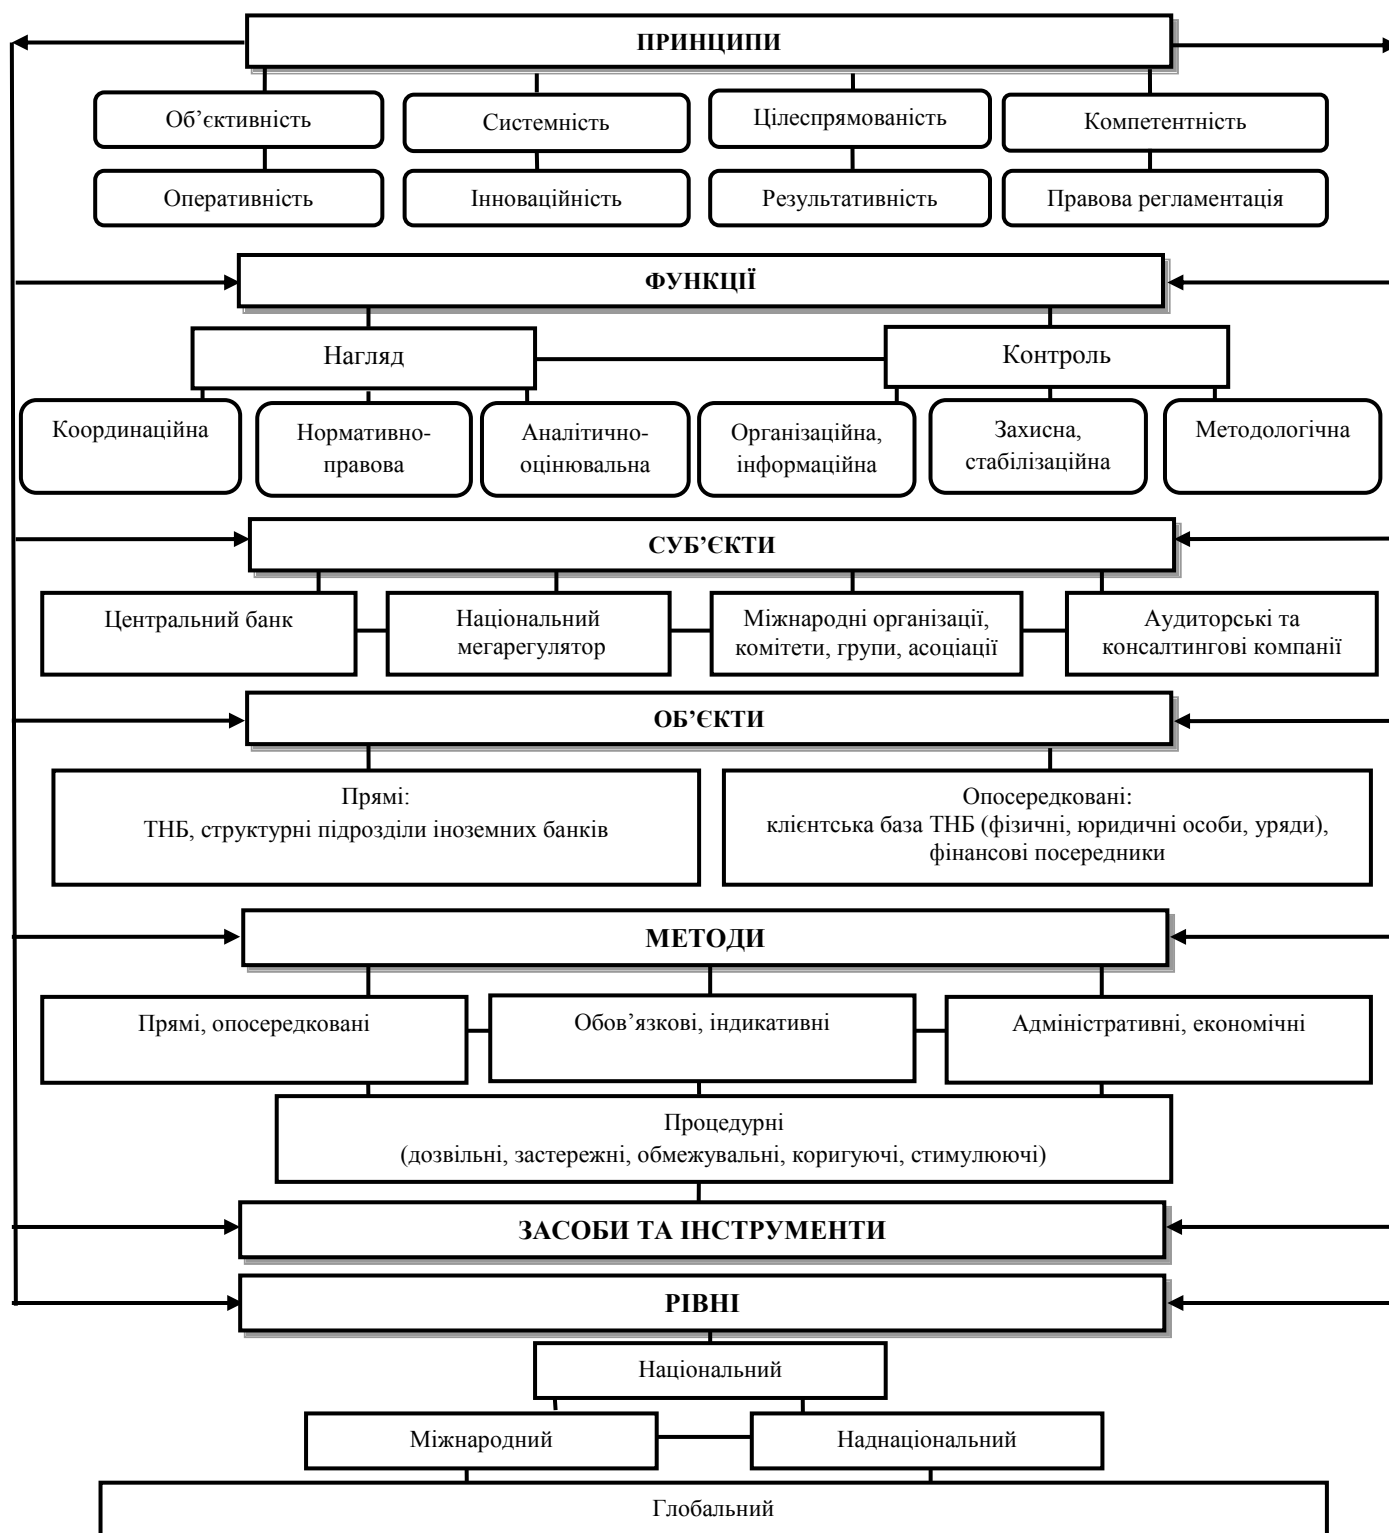 ПРИНЦИПИ
Об’єктивність
Системність
Цілеспрямованість
Компетентність
Оперативність
Інноваційність
Результативність
Правова регламентація
ФУНКЦІЇ
Нагляд
Контроль
Координаційна
Нормативно-
правова
Аналітично-
оцінювальна
Організаційна,
інформаційна
Захисна,
стабілізаційна
Методологічна
СУБ’ЄКТИ
Центральний банк
Національний
мегарегулятор
Міжнародні організації,
комітети, групи, асоціації
Аудиторські та
консалтингові компанії
ОБ’ЄКТИ
Прямі:
ТНБ, структурні підрозділи іноземних банків
Опосередковані:
клієнтська база ТНБ (фізичні, юридичні особи, уряди),
фінансові посередники
МЕТОДИ
Прямі, опосередковані
Обов’язкові, індикативні
Адміністративні, економічні
Процедурні
(дозвільні, застережні, обмежувальні, коригуючі, стимулюючі)
ЗАСОБИ ТА ІНСТРУМЕНТИ
РІВНІ
Національний
Міжнародний
Наднаціональний
Глобальний